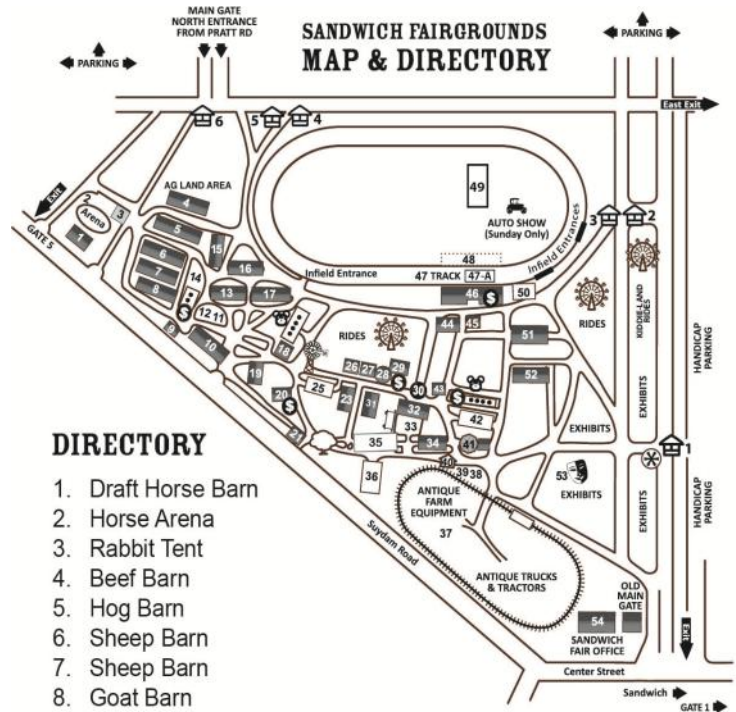 MAIN GATE
NORTH ENTRANCE
FROM PRATT RD
SANDWICH FAIRGROUNDS
MAP & DIRECTORY
PARKING
PARKING
East Exit
6
5
4
AG LAND AREA
4
49
Exit
2
Arena
3
1
GATE 5
5
15
AUTO SHOW
(Sunday Only)
3
2
6
7
8
14
16
Infield Entrance
48
47 TRACK
47-A
Infield Entrances
13
17
46
$
50
$
12
11
9
10
18
RIDES
44
45
51
RIDES
KIDDIE-LAND
RIDES
HANDICAP
PARKING
19
25
26
27
28
29
$
30
43
$
52
20
$
23
31
32
33
42
EXHIBITS
EXHIBITS
21
35
34
41
1
DIRECTORY
36
40
39
38
53
EXHIBITS
EXHIBITS
HANDICAP
PARKING
ANTIQUE
FARM
EQUIPMENT
37
Suydam Road
ANTIQUE TRUCKS
& TRACTORS
OLD
MAIN
GATE
54
SANDWICH
FAIR OFFICE
Exit
Center Street
Sandwich
GATE 1
1. Draft Horse Barn
2. Horse Arena
3. Rabbit Tent
4. Beef Barn
5. Hog Barn
6. Sheep Barn
7. Sheep Barn
8. Goat Barn